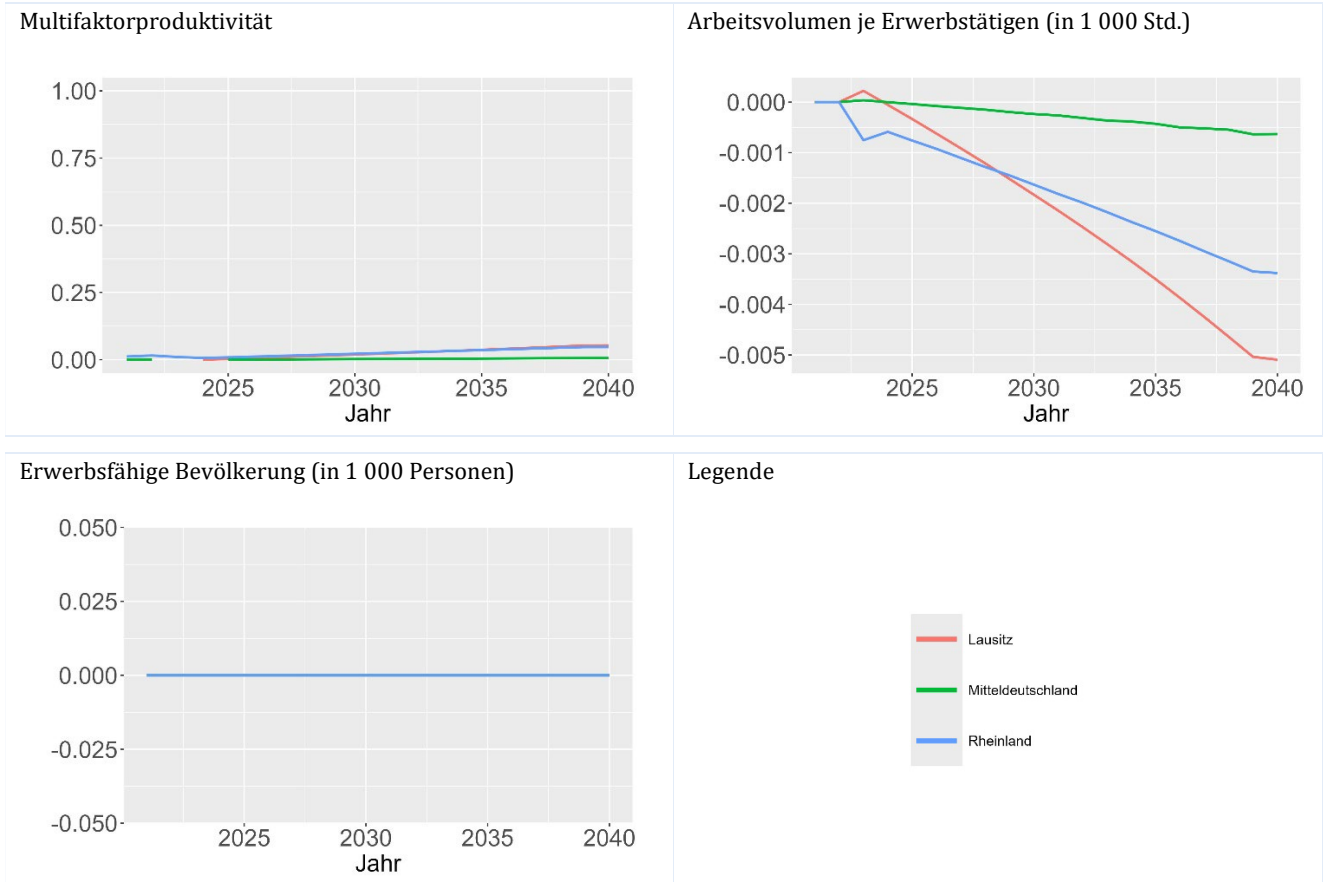 Multifaktorproduktivität
1.00
0.75
0.50
0.25
0.00
2025 2030 2035 2040
Jahr
Arbeitsvolumen je Erwerbstätigen (in 1 000 Std.)
0.000
-0.001
-0.002
-0.003
-0.004
-0.005
2025 2030 2035 2040
Jahr
Erwerbsfähige Bevölkerung (in 1 000 Personen)
0.050
0.025
0.000
-0.025
-0.050
2025 2030 2035 2040
Jahr
Legende
Lausitz
Mitteldeutschland
Rheinland